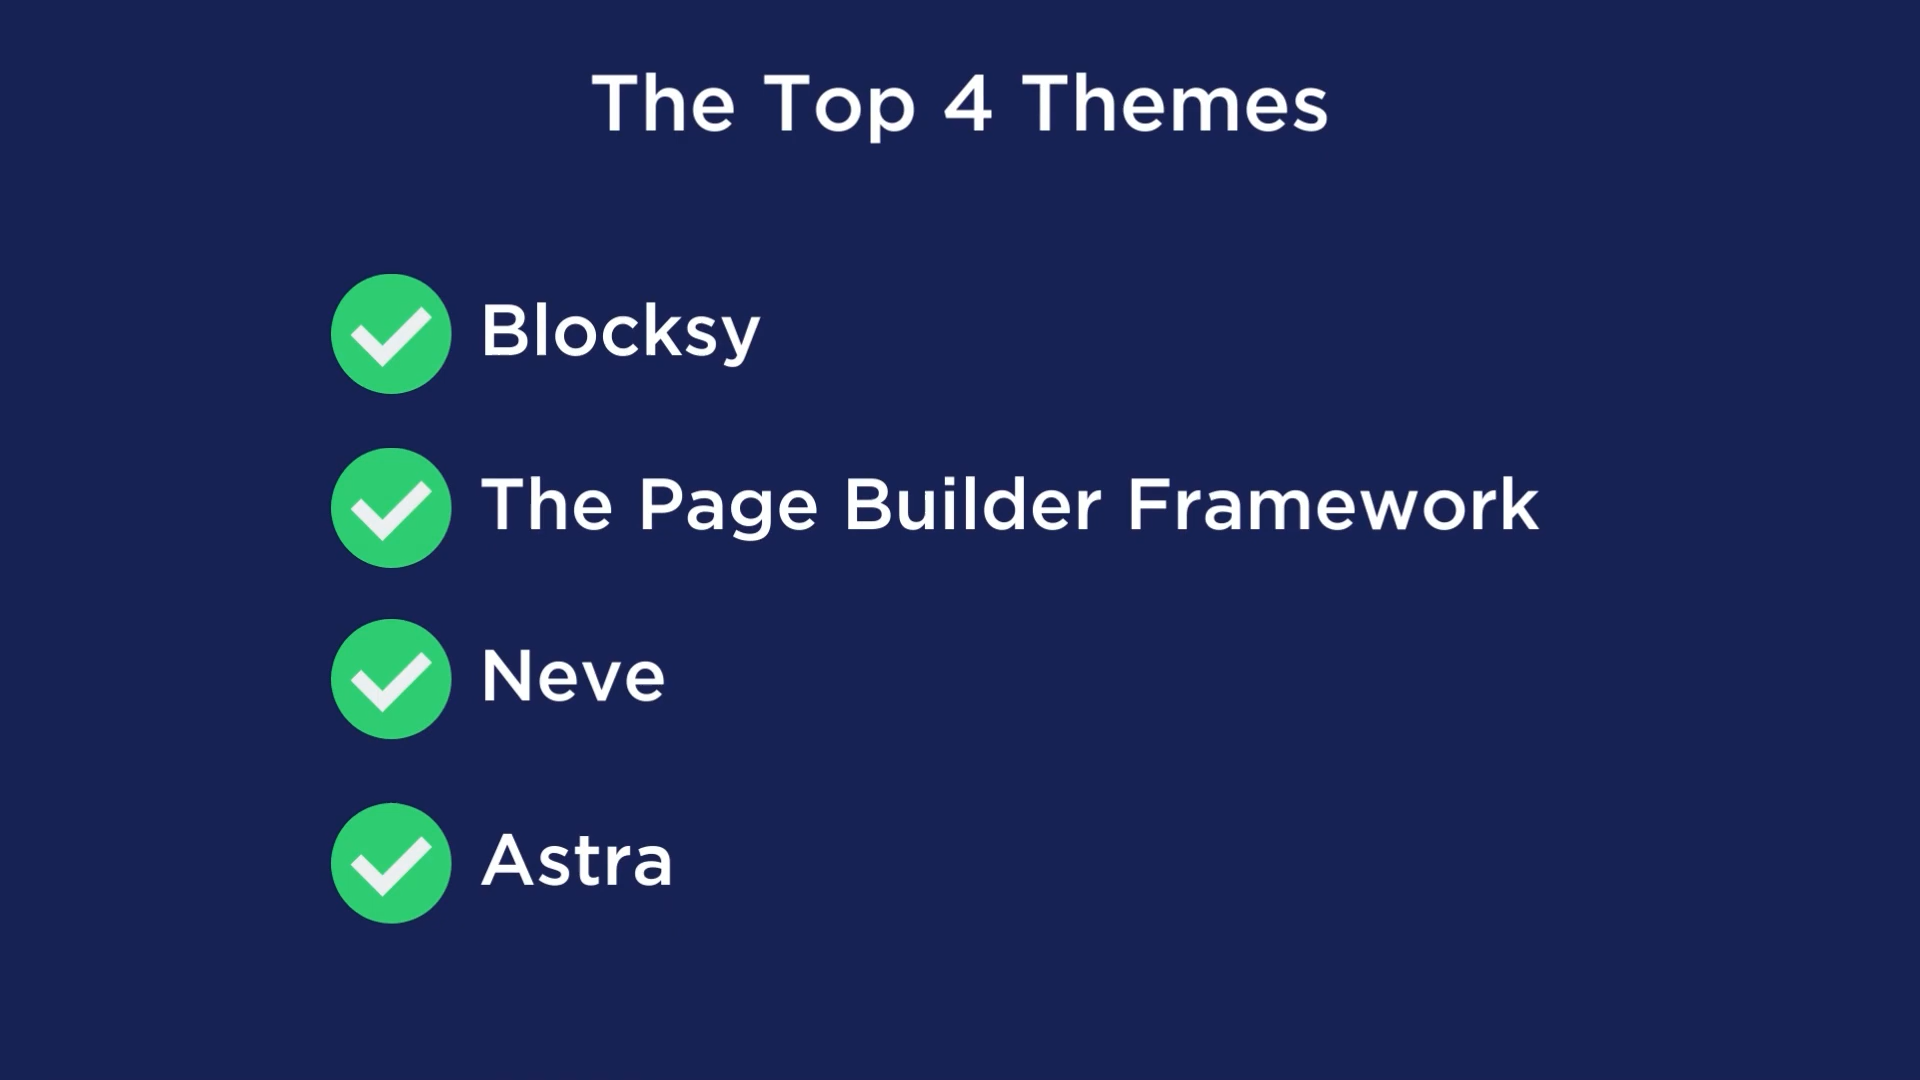 The Top 4 Themes
Blocksy
The Page Builder Framework
Neve
Astra